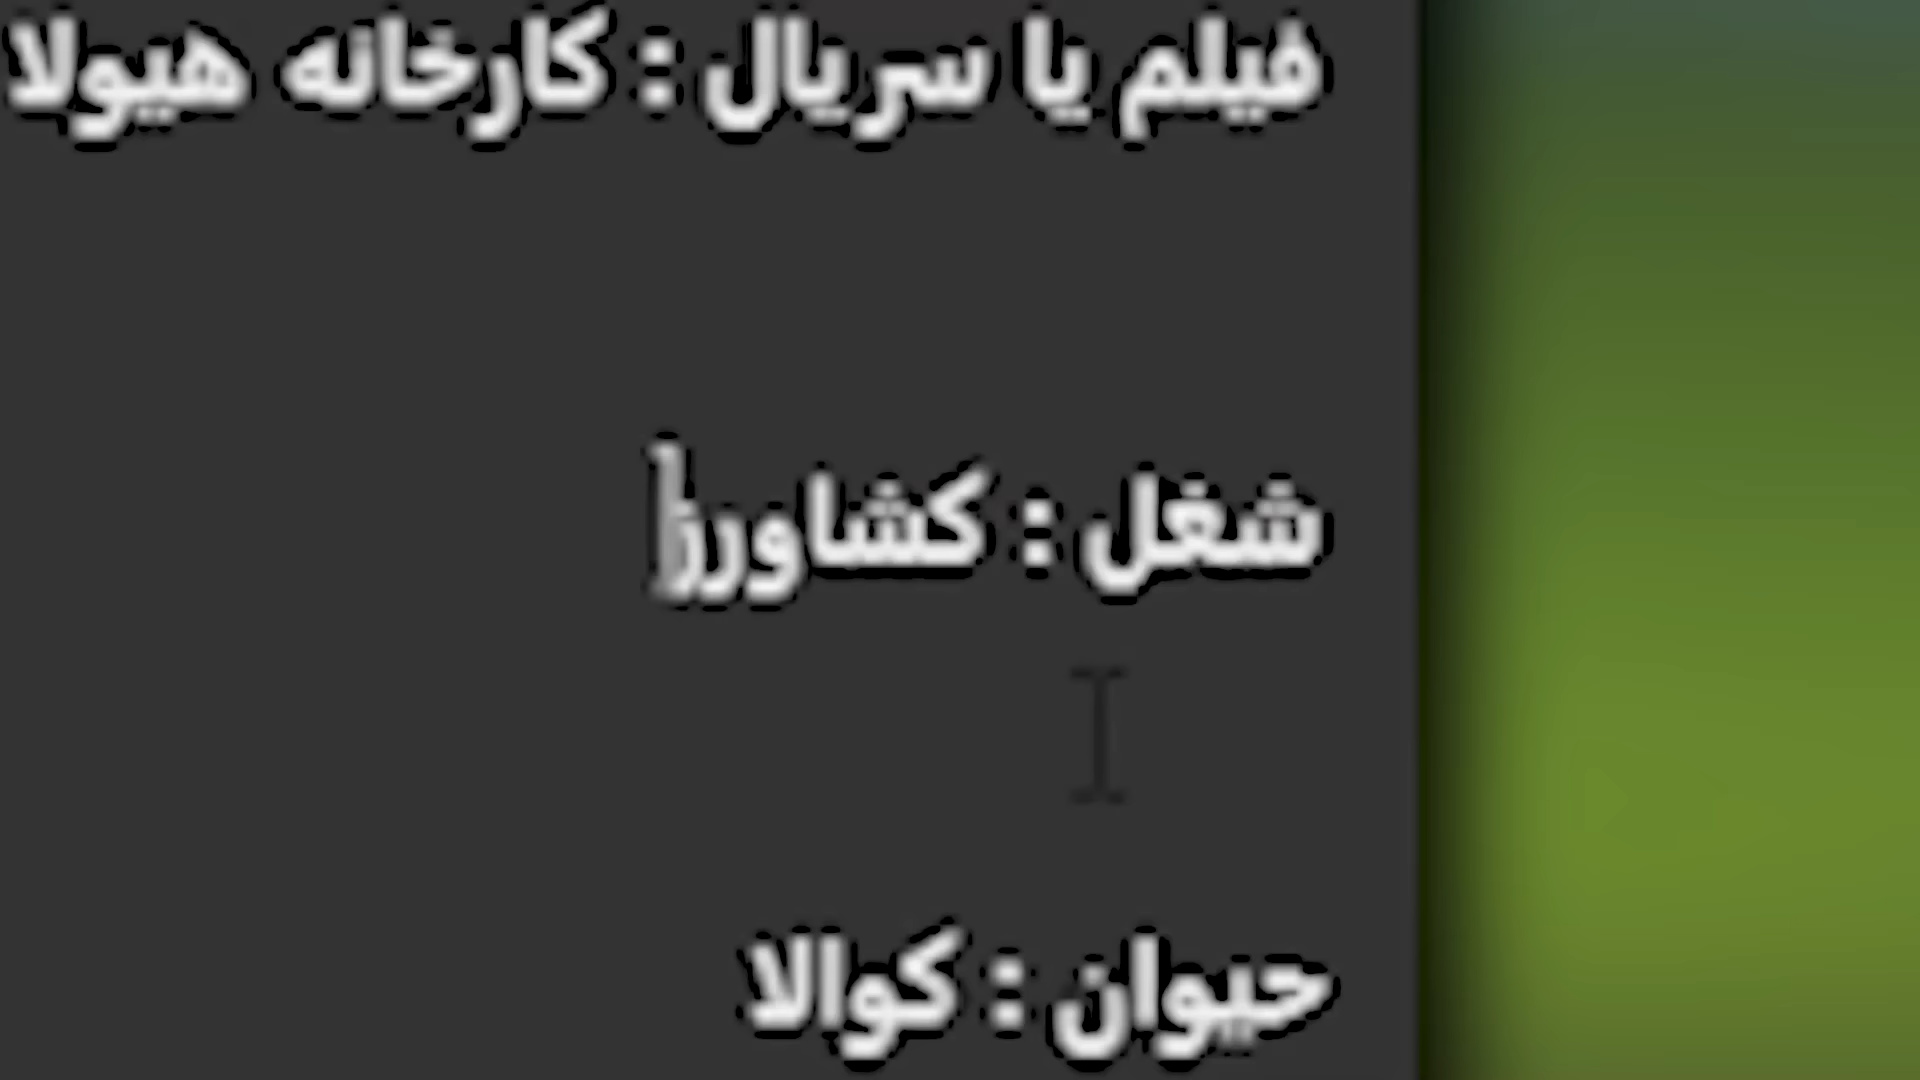 فیلم یا سریال : کارخانه هیولا
شغل : کشاورز
حیوان : کوالا